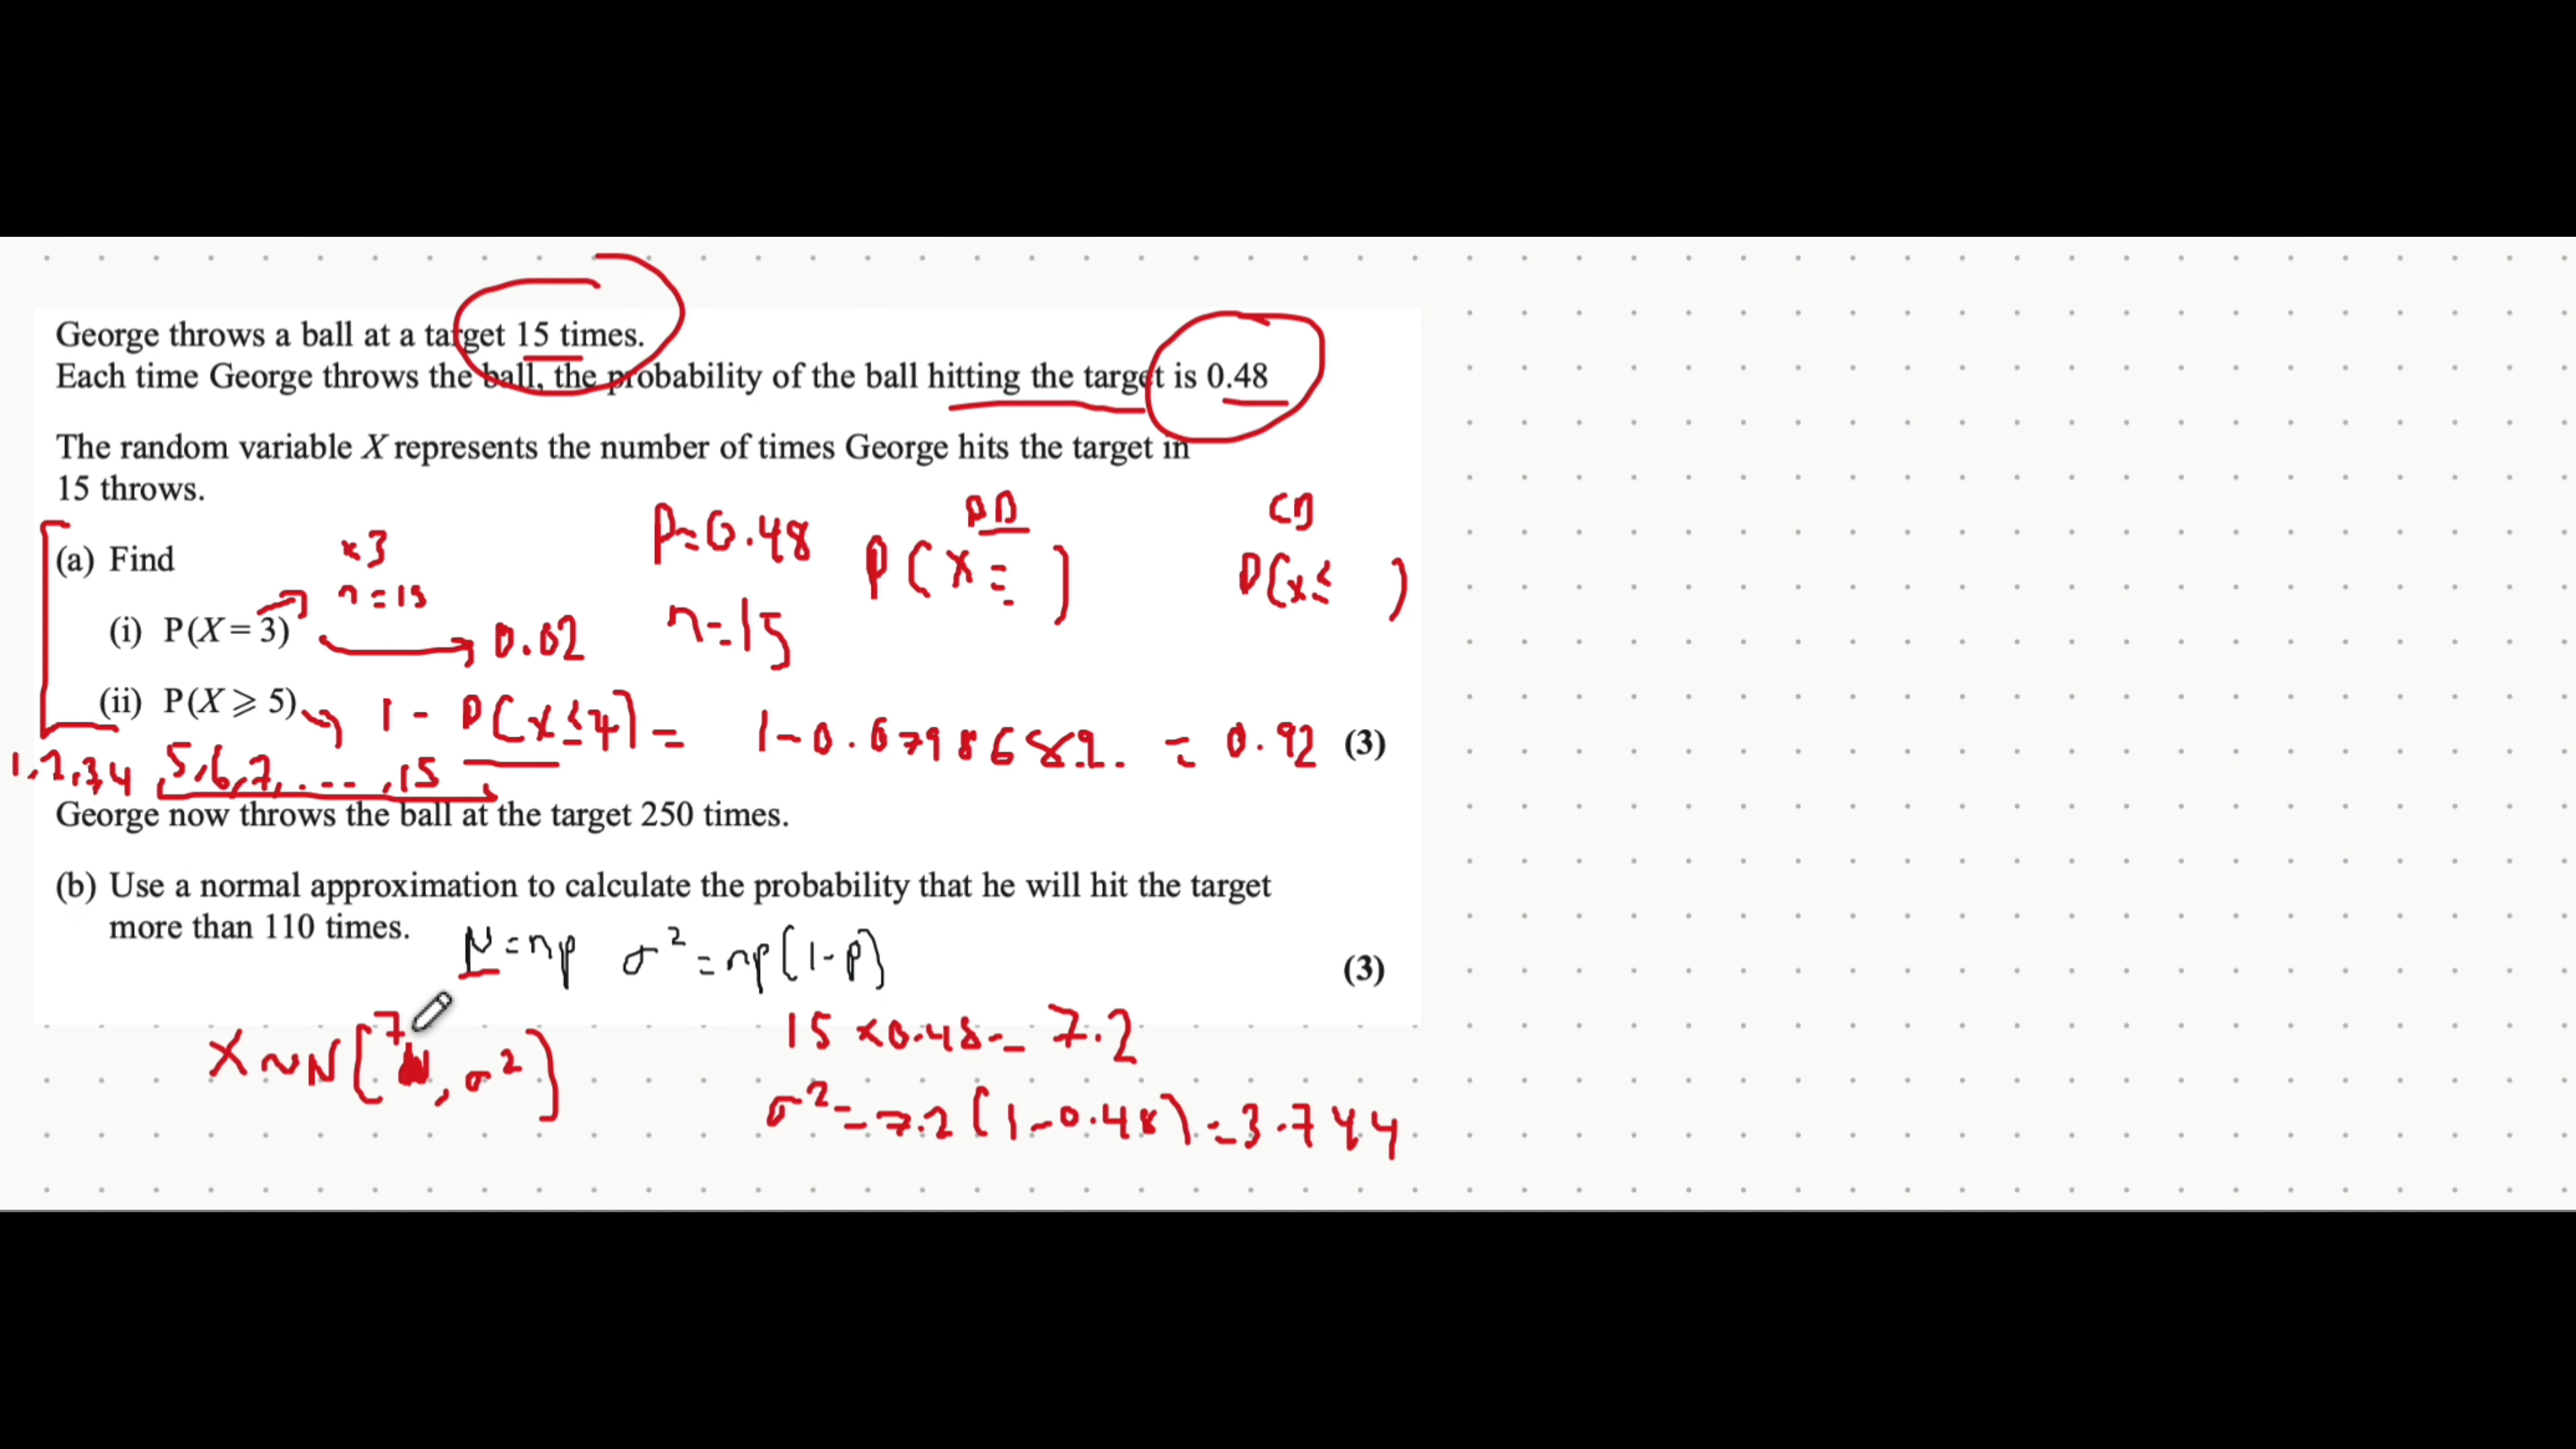 George throws a ball at a target 15 times.
Each time George throws the ball, the probability of the ball hitting the target is 0.48
The random variable X represents the number of times George hits the target in
15 throws.
P=0.48 PD CD
(a) Find x3 P(X= ) P(x≤ )
n=15
(i) P(X = 3) 0.02 n=15
(ii) P(X ⩾ 5) 1-P(x≤4)= 1-0.079868... = 0.92 (3)
1,2,3,4,5,6,7,....,15
George now throws the ball at the target 250 times.
(b) Use a normal approximation to calculate the probability that he will hit the target
more than 110 times.
μ=np σ²=np(1-p) (3)
15×0.48=7.2
X~N(7 , σ²)
σ²=7.2(1-0.48)=3.744